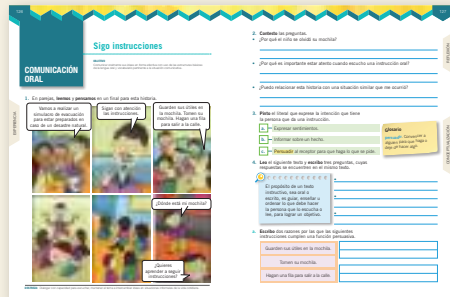 COMUNICACIÓN
ORAL
Sigo instrucciones
1. En parejas, leemos y pensamos en un final para esta historia.
Vamos a realizar un
simulacro de evacuación
para estar preparados en
caso de un desastre natural.
Sigan con atención
las instrucciones.
Guarden sus útiles en
la mochila. Tomen su
mochila. Hagan una fila
para salir a la calle.
¿Dónde está mi mochila?
¿Quieres
aprender a seguir
instrucciones?
2. Contesto las preguntas.
• ¿Por qué el niño se olvidó su mochila?
• ¿Por qué es importante estar atento cuando escucho una instrucción oral?
• ¿Puedo relacionar esta historia con una situación similar que me ocurrió?
3. Pinto el literal que expresa la intención que tiene
la persona que da una instrucción.
a. Expresar sentimientos.
b. Informar sobre un hecho.
c. Persuadir al receptor para que haga lo que se pide.
glosario
4. Leo el siguiente texto y escribo tres preguntas, cuyas
respuestas se encuentren en el mismo texto.
El propósito de un texto
instructivo, sea oral o
escrito, es guiar, enseñar u
ordenar lo que debe hacer
la persona que lo escucha o
lee, para lograr un objetivo.
5. Escribo dos razones por las que las siguientes
instrucciones cumplen una función persuasiva.
Guarden sus útiles en la mochila.
Tomen su mochila.
Hagan una fila para salir a la calle.